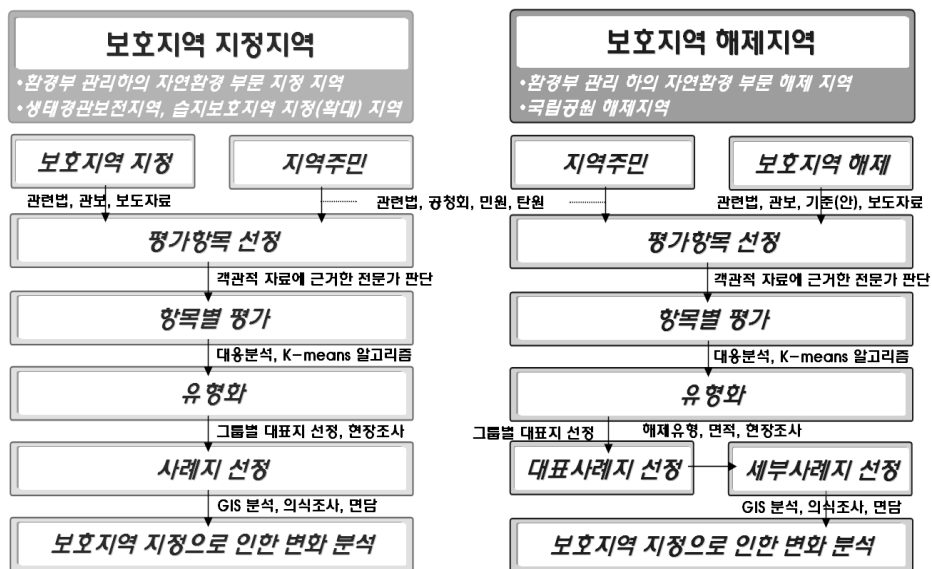 보호지역 지정지역
•환경부 관리하의 자연환경 부문 지정 지역
•생태경관보전지역, 습지보호지역 지정(확대) 지역
보호지역 지정
지역주민
관련법, 관보, 보도자료
관련법, 공청회, 민원, 탄원
평가항목 선정
객관적 자료에 근거한 전문가 판단
항목별 평가
대응분석, K-means 알고리즘
유형화
그룹별 대표지 선정, 현장조사
사례지 선정
GIS 분석, 의식조사, 면담
보호지역 지정으로 인한 변화 분석
보호지역 해제지역
•환경부 관리 하의 자연환경 부문 해제 지역
•국립공원 해제지역
지역주민
보호지역 해제
관련법, 관보, 기준(안), 보도자료
평가항목 선정
객관적 자료에 근거한 전문가 판단
항목별 평가
대응분석, K-means 알고리즘
유형화
그룹별 대표지 선정
해제유형, 면적, 현장조사
대표사례지 선정
세부사례지 선정
GIS 분석, 의식조사, 면담
보호지역 지정으로 인한 변화 분석